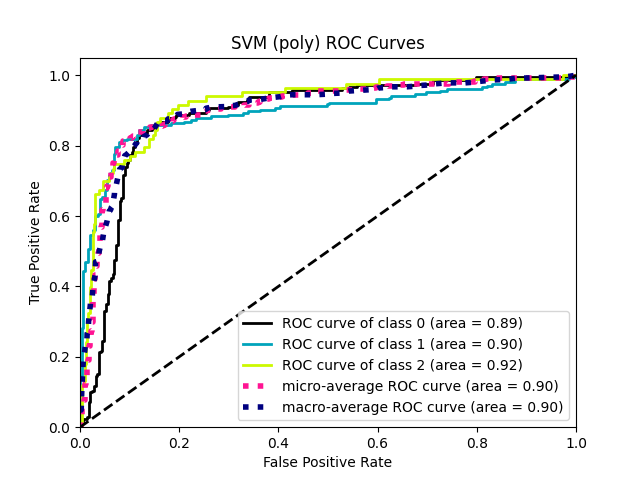 SVM (poly) ROC Curves
True Positive Rate
1.0
0.8
0.6
0.4
0.2
0.0
ROC curve of class 0 (area = 0.89)
ROC curve of class 1 (area = 0.90)
ROC curve of class 2 (area = 0.92)
micro-average ROC curve (area = 0.90)
macro-average ROC curve (area = 0.90)
0.0 0.2 0.4 0.6 0.8 1.0
False Positive Rate